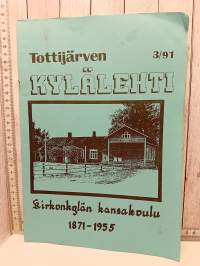 Tottijärven 3/91
KYLÄLEHTI
Kirkonkylän kansakoulu
1871-1955